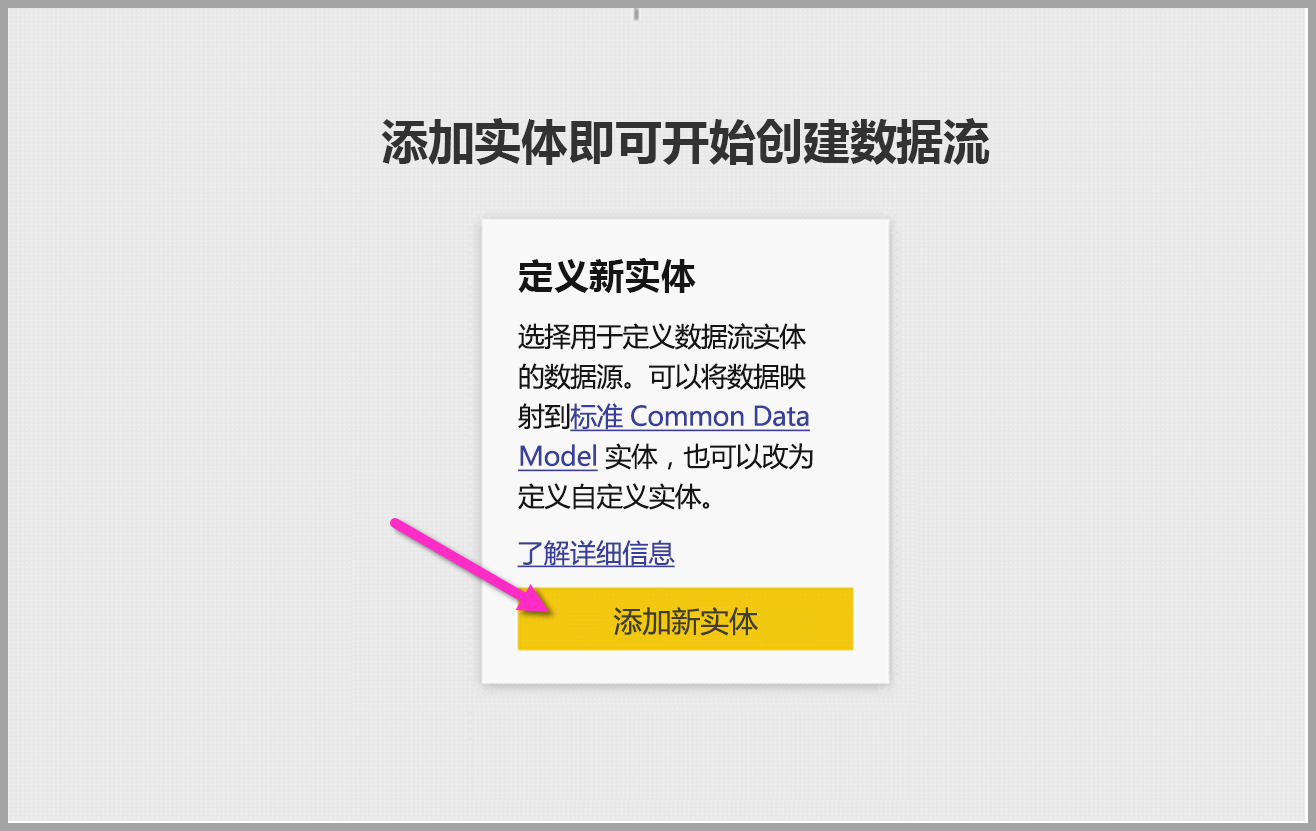 添加实体即可开始创建数据流
定义新实体
选择用于定义数据流实体
的数据源。可以将数据映
射到标准 Common Data
Model 实体，也可以改为
定义自定义实体。
了解详细信息
添加新实体